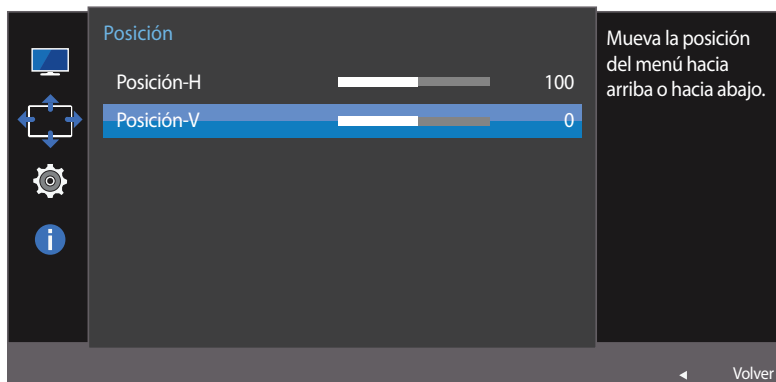 Posición
Posición-H 100
Posición-V 0
Mueva la posición
del menú hacia
arriba o hacia abajo.
Volver